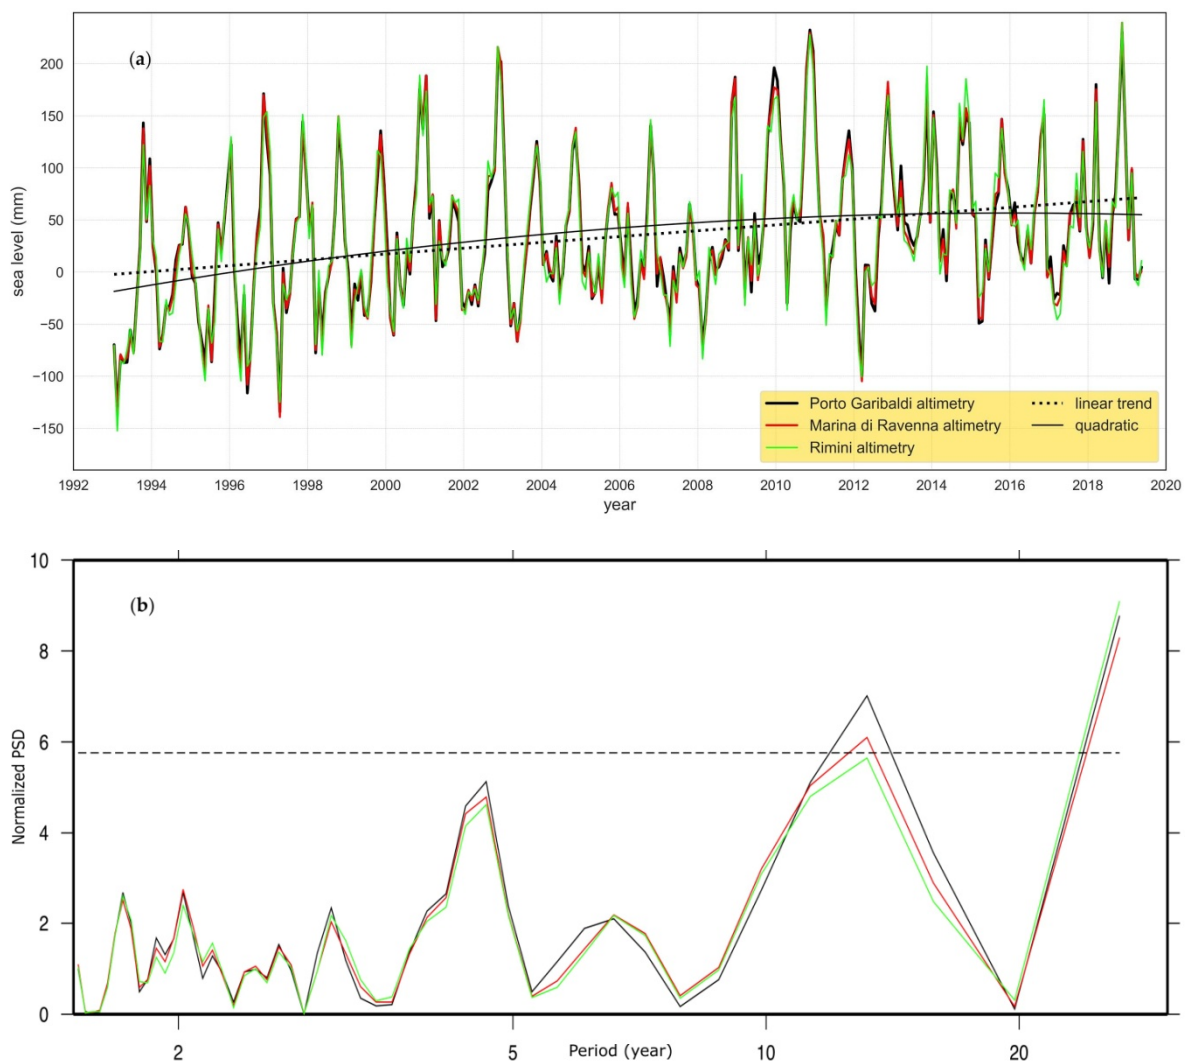 (a)
sea level (mm)
200
150
100
50
0
−50
−100
−150
Porto Garibaldi altimetry
Marina di Ravenna altimetry
Rimini altimetry
linear trend
quadratic
1992 1994 1996 1998 2000 2002 2004 2006 2008 2010 2012 2014 2016 2018 2020
year
(b)
Normalized PSD
10
8
6
4
2
0
2 5 10 20
Period (year)